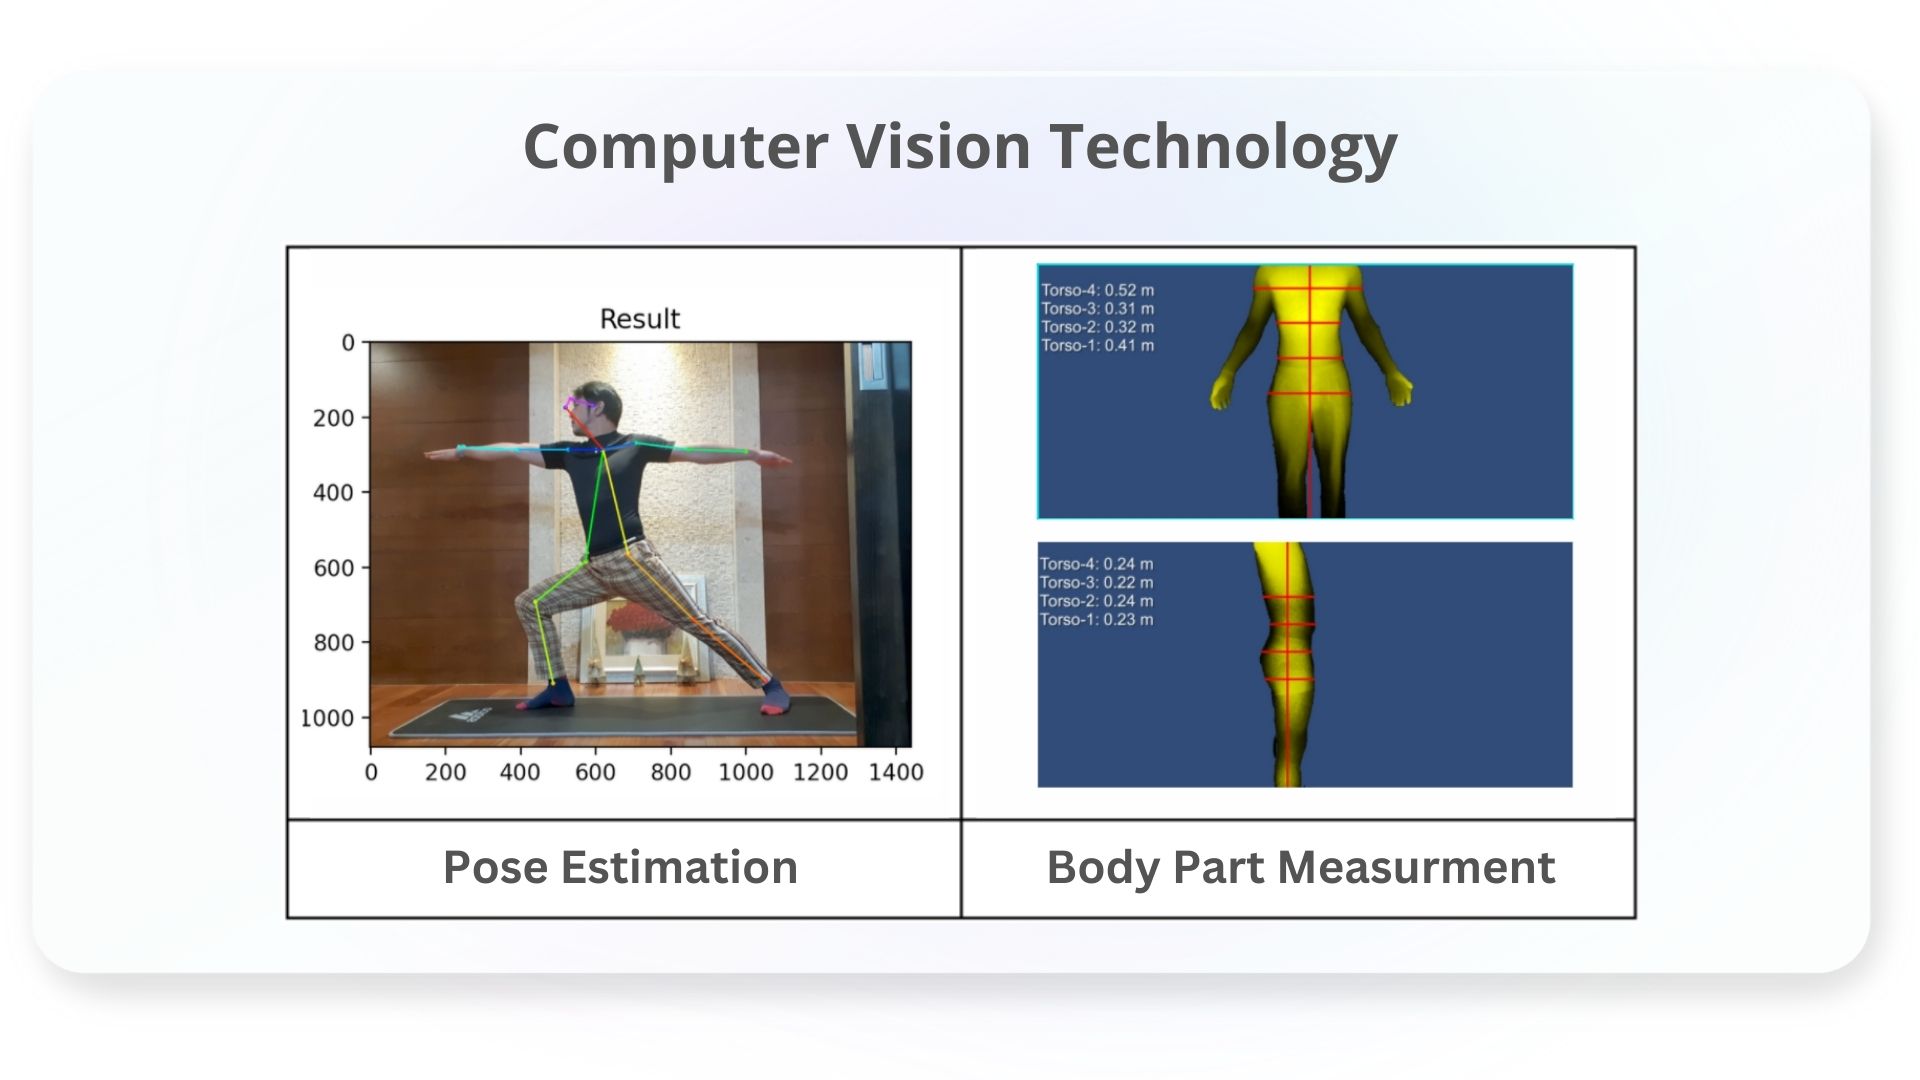 Computer Vision Technology
Result
0
200
400
600
800
1000
0 200 400 600 800 1000 1200 1400
Torso-4: 0.52 m
Torso-3: 0.31 m
Torso-2: 0.32 m
Torso-1: 0.41 m
Torso-4: 0.24 m
Torso-3: 0.22 m
Torso-2: 0.24 m
Torso-1: 0.23 m
Pose Estimation
Body Part Measurment